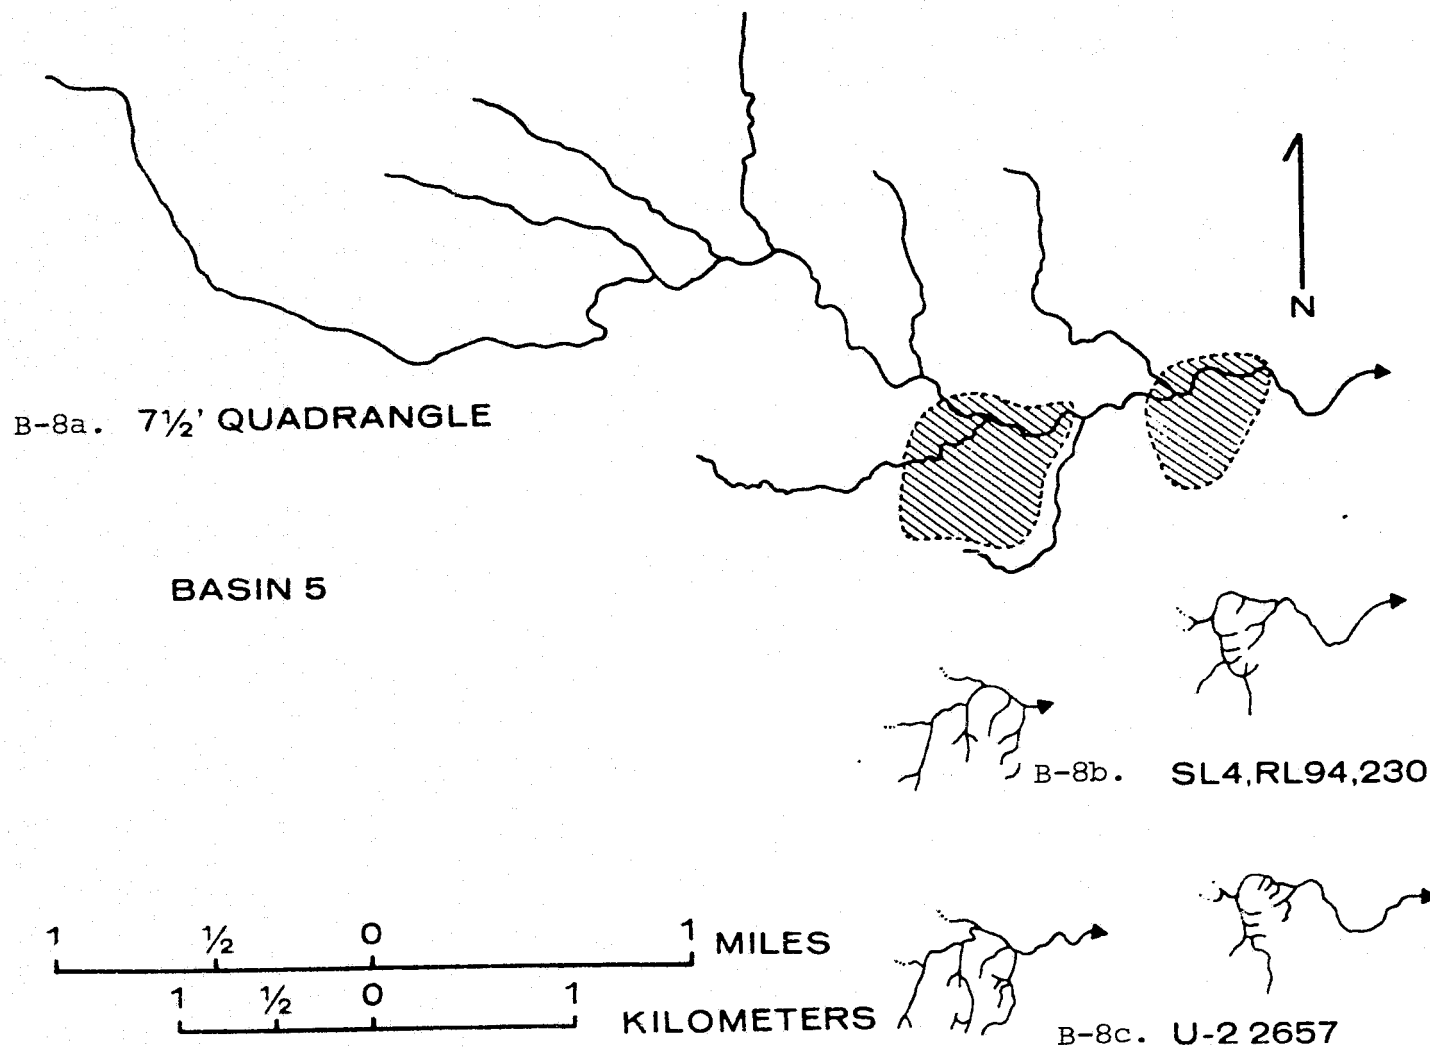 N
B-8a. 7½' QUADRANGLE
BASIN 5
B-8b. SL4,RL94,230
1 ½ 0 1 MILES
1 ½ 0 1 KILOMETERS
B-8c. U-2 2657